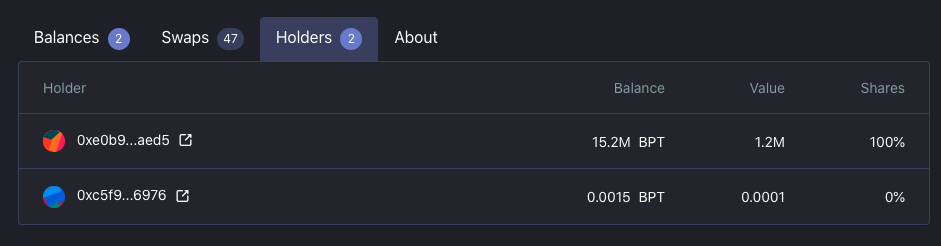 Balances 2 Swaps 47 Holders 2 About
Holder Balance Value Shares
0xe0b9...aed5 15.2M BPT 1.2M 100%
0xc5f9...6976 0.0015 BPT 0.0001 0%